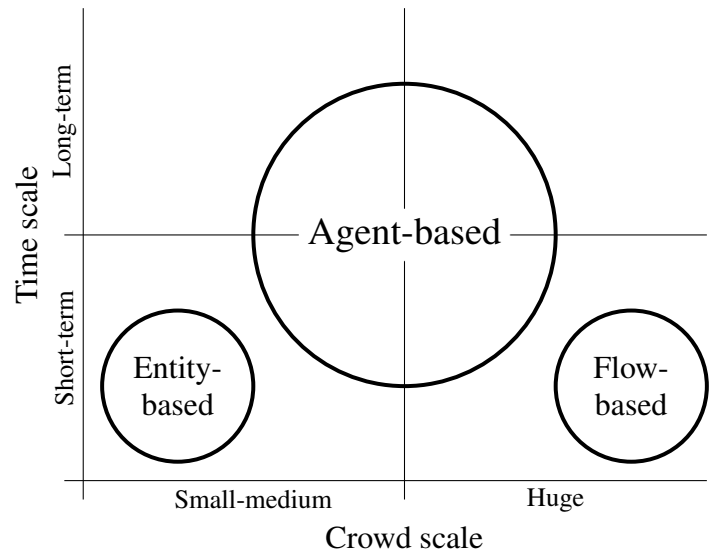 Time scale
Long-term
Short-term
Agent-based
Entity-
based
Flow-
based
Small-medium
Huge
Crowd scale